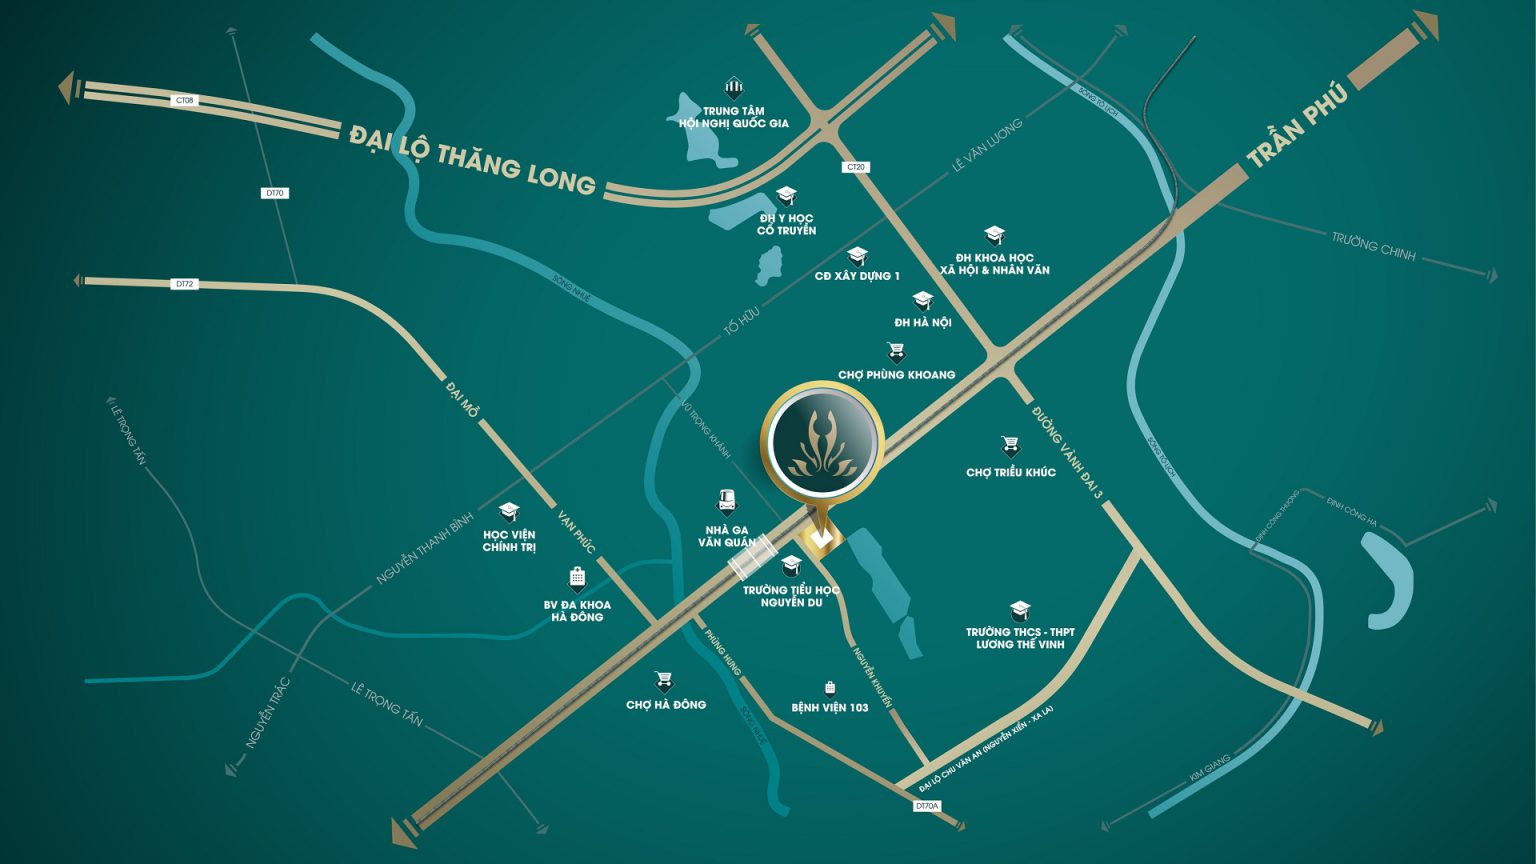 CT08
ĐẠI LỘ THĂNG LONG
TRUNG TÂM
HỘI NGHỊ QUỐC GIA
LÊ VĂN LƯƠNG
SÔNG TÔ LỊCH
TRẦN PHÚ
CT20
DT70
ĐH Y HỌC
CỔ TRUYỀN
ĐH KHOA HỌC
XÃ HỘI & NHÂN VĂN
TRƯỜNG CHINH
CĐ XÂY DỰNG 1
DT72
SÔNG NHUỆ
TỐ HỮU
ĐH HÀ NỘI
CHỢ PHÙNG KHOANG
ĐẠI MỖ
LÊ TRỌNG TẤN
VŨ TRỌNG KHÁNH
ĐƯỜNG VÀNH ĐAI 3
CHỢ TRIỀU KHÚC
SÔNG TÔ LỊCH
HỌC VIỆN
CHÍNH TRỊ
VẠN PHÚC
NHÀ GA
VĂN QUÁN
ĐỊNH CÔNG THƯỢNG
ĐỊNH CÔNG HẠ
NGUYỄN THANH BÌNH
BV ĐA KHOA
HÀ ĐÔNG
TRƯỜNG TIỂU HỌC
NGUYỄN DU
TRƯỜNG THCS - THPT
LƯƠNG THẾ VINH
PHÙNG HƯNG
NGUYỄN KHUYẾN
NGUYỄN TRÁC
LÊ TRỌNG TẤN
CHỢ HÀ ĐÔNG
BỆNH VIỆN 103
SÔNG NHUỆ
ĐẠI LỘ CHU VĂN AN (NGUYỄN XIỂN - XA LA)
KIM GIANG
DT70A